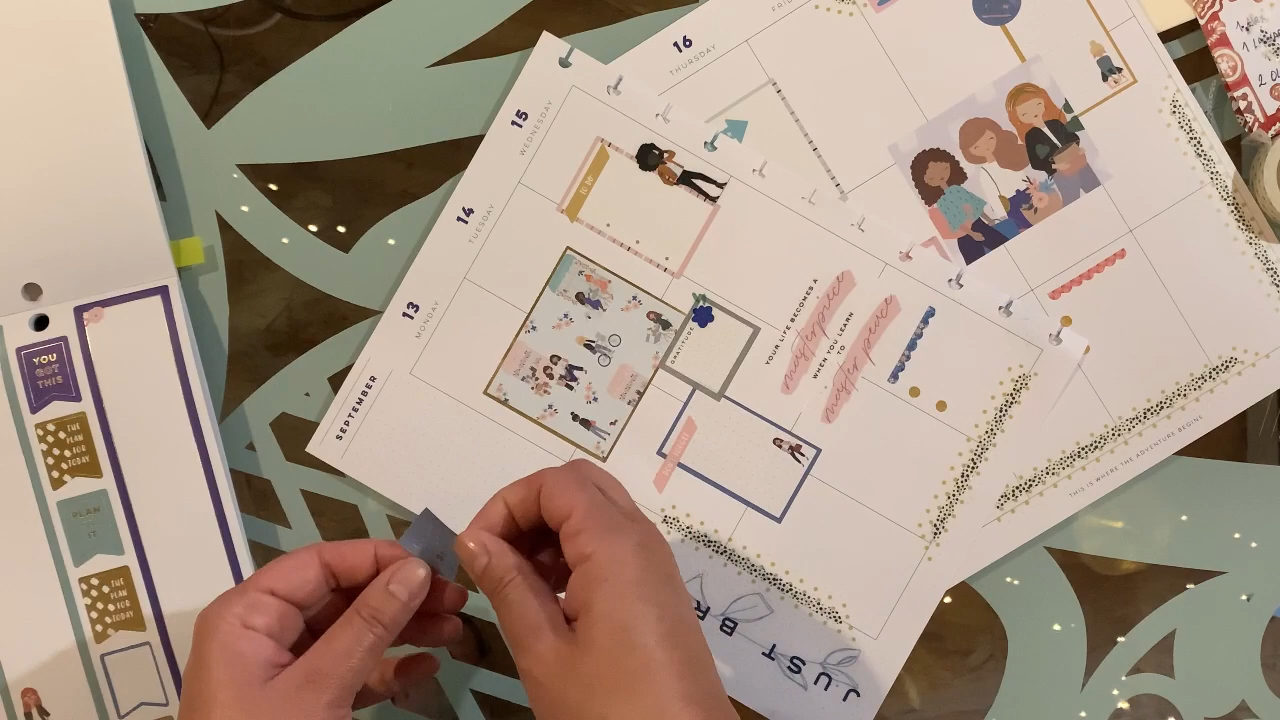 16
THURSDAY
15
WEDNESDAY
14
TUESDAY
13
MONDAY
SEPTEMBER
GRATITUDE
YOUR LIFE BECOMES A
masterpiece
WHEN YOU LEARN
TO
master peace
THIS IS WHERE THE ADVENTURE BEGINS
JUST BR
YOU
GOT
THIS
THE
PLAN
FOR
TODAY
PLAN
IT
THE
PLAN
FOR
TODAY